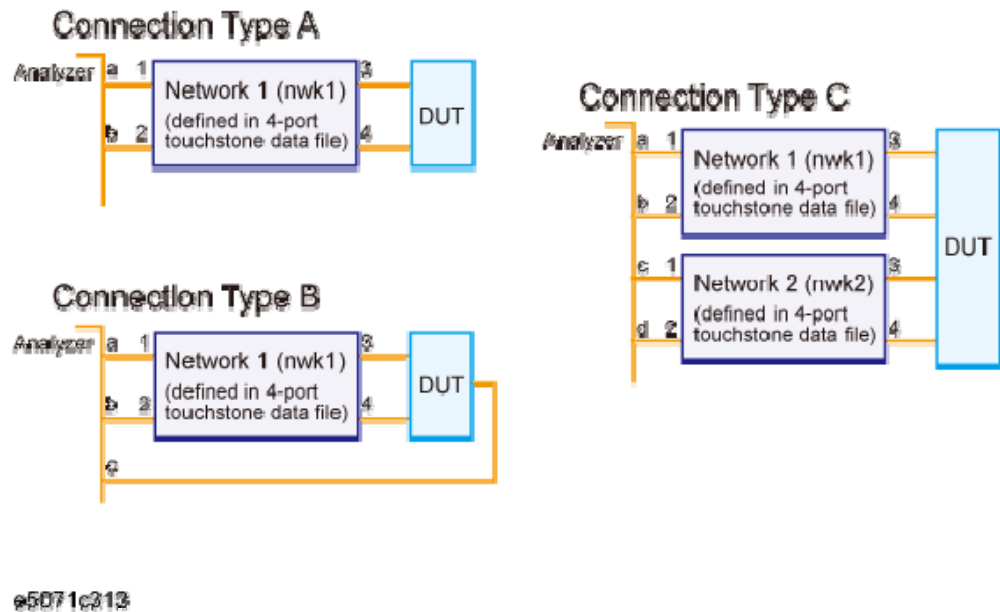 Connection Type A
Analyzer a 1
Network 1 (nwk1)
(defined in 4-port
touchstone data file)
3
b 2
4
DUT
Connection Type B
Analyzer a 1
Network 1 (nwk1)
(defined in 4-port
touchstone data file)
3
b 2
4
DUT
c
Connection Type C
Analyzer a 1
Network 1 (nwk1)
(defined in 4-port
touchstone data file)
3
b 2
4
c 1
Network 2 (nwk2)
(defined in 4-port
touchstone data file)
3
d 2
4
DUT
e5071c313